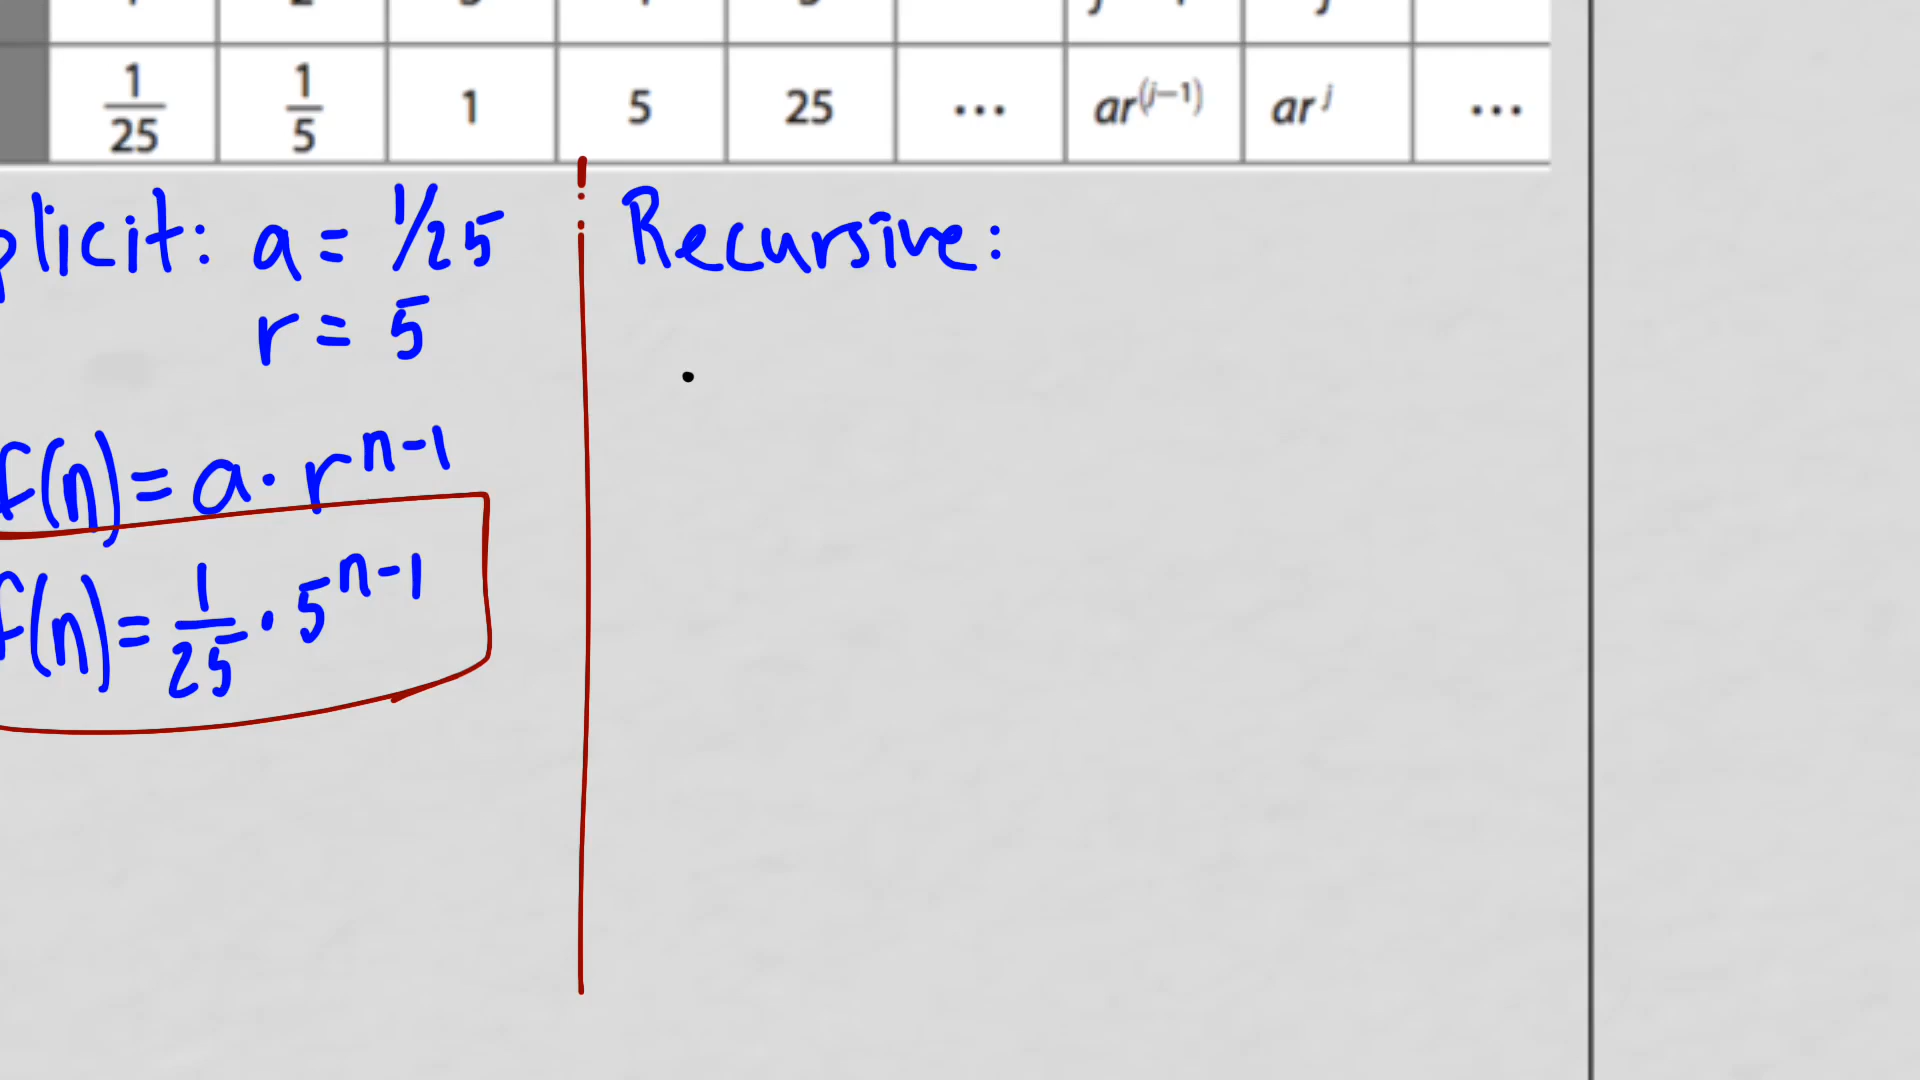 1/25 1/5 1 5 25 ... ar^(j−1) ar^j ...
plicit: a = 1/25
r = 5
f(n) = a · r^n-1
f(n) = 1/25 · 5^n-1
Recursive: